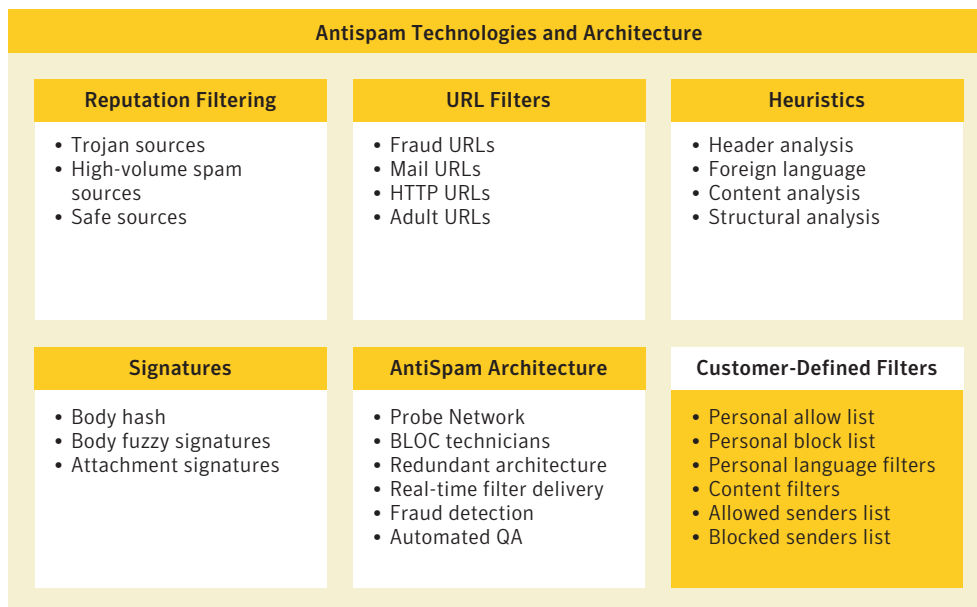 Antispam Technologies and Architecture
Reputation Filtering
• Trojan sources
• High-volume spam
sources
• Safe sources
URL Filters
• Fraud URLs
• Mail URLs
• HTTP URLs
• Adult URLs
Heuristics
• Header analysis
• Foreign language
• Content analysis
• Structural analysis
Signatures
• Body hash
• Body fuzzy signatures
• Attachment signatures
AntiSpam Architecture
• Probe Network
• BLOC technicians
• Redundant architecture
• Real-time filter delivery
• Fraud detection
• Automated QA
Customer-Defined Filters
• Personal allow list
• Personal block list
• Personal language filters
• Content filters
• Allowed senders list
• Blocked senders list